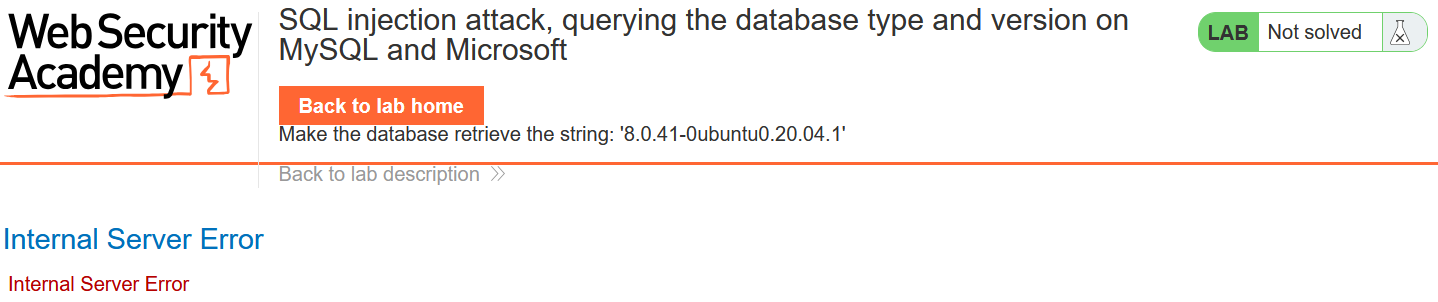 Web Security
Academy
SQL injection attack, querying the database type and version on
MySQL and Microsoft
LAB Not solved
Back to lab home
Make the database retrieve the string: '8.0.41-0ubuntu0.20.04.1'
Back to lab description
Internal Server Error
Internal Server Error